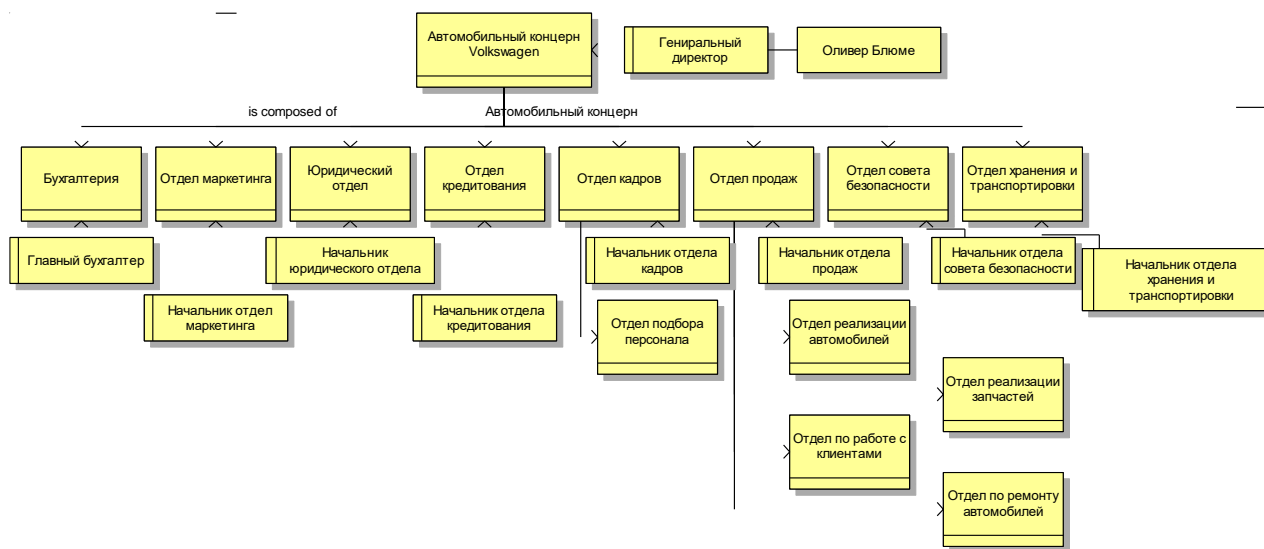 Автомобильный концерн
Volkswagen
Гениральный
директор
Оливер Блюме
is composed of
Автомобильный концерн
Бухгалтерия
Отдел маркетинга
Юридический
отдел
Отдел
кредитования
Отдел кадров
Отдел продаж
Отдел совета
безопасности
Отдел хранения и
транспортировки
Главный бухгалтер
Начальник
юридического отдела
Начальник отдела
кадров
Начальник отдела
продаж
Начальник отдела
совета безопасности
Начальник отдела
хранения и
транспортировки
Начальник отдел
маркетинга
Начальник отдела
кредитования
Отдел подбора
персонала
Отдел реализации
автомобилей
Отдел реализации
запчастей
Отдел по работе с
клиентами
Отдел по ремонту
автомобилей